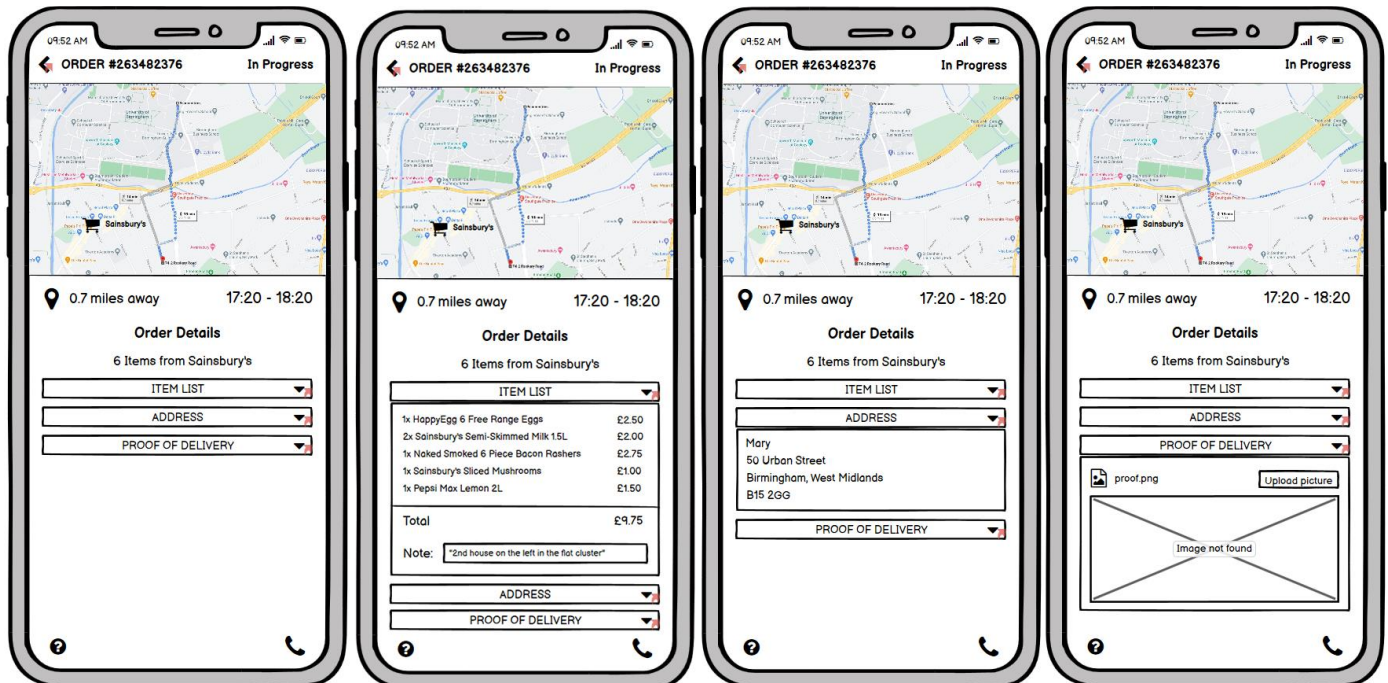 09:52 AM
ORDER #263482376 In Progress
Sainsbury's
0.7 miles away 17:20 - 18:20
Order Details
6 Items from Sainsbury's
ITEM LIST
ADDRESS
PROOF OF DELIVERY
09:52 AM
ORDER #263482376 In Progress
Sainsbury's
0.7 miles away 17:20 - 18:20
Order Details
6 Items from Sainsbury's
ITEM LIST
1x HappyEgg 6 Free Range Eggs £2.50
2x Sainsbury's Semi-Skimmed Milk 1.5L £2.00
1x Naked Smoked 6 Piece Bacon Rashers £2.75
1x Sainsbury's Sliced Mushrooms £1.00
1x Pepsi Max Lemon 2L £1.50
Total £9.75
Note: "2nd house on the left in the flat cluster"
ADDRESS
PROOF OF DELIVERY
09:52 AM
ORDER #263482376 In Progress
Sainsbury's
0.7 miles away 17:20 - 18:20
Order Details
6 Items from Sainsbury's
ITEM LIST
ADDRESS
Mary
50 Urban Street
Birmingham, West Midlands
B15 2GG
PROOF OF DELIVERY
09:52 AM
ORDER #263482376 In Progress
Sainsbury's
0.7 miles away 17:20 - 18:20
Order Details
6 Items from Sainsbury's
ITEM LIST
ADDRESS
PROOF OF DELIVERY
proof.png Upload picture
Image not found